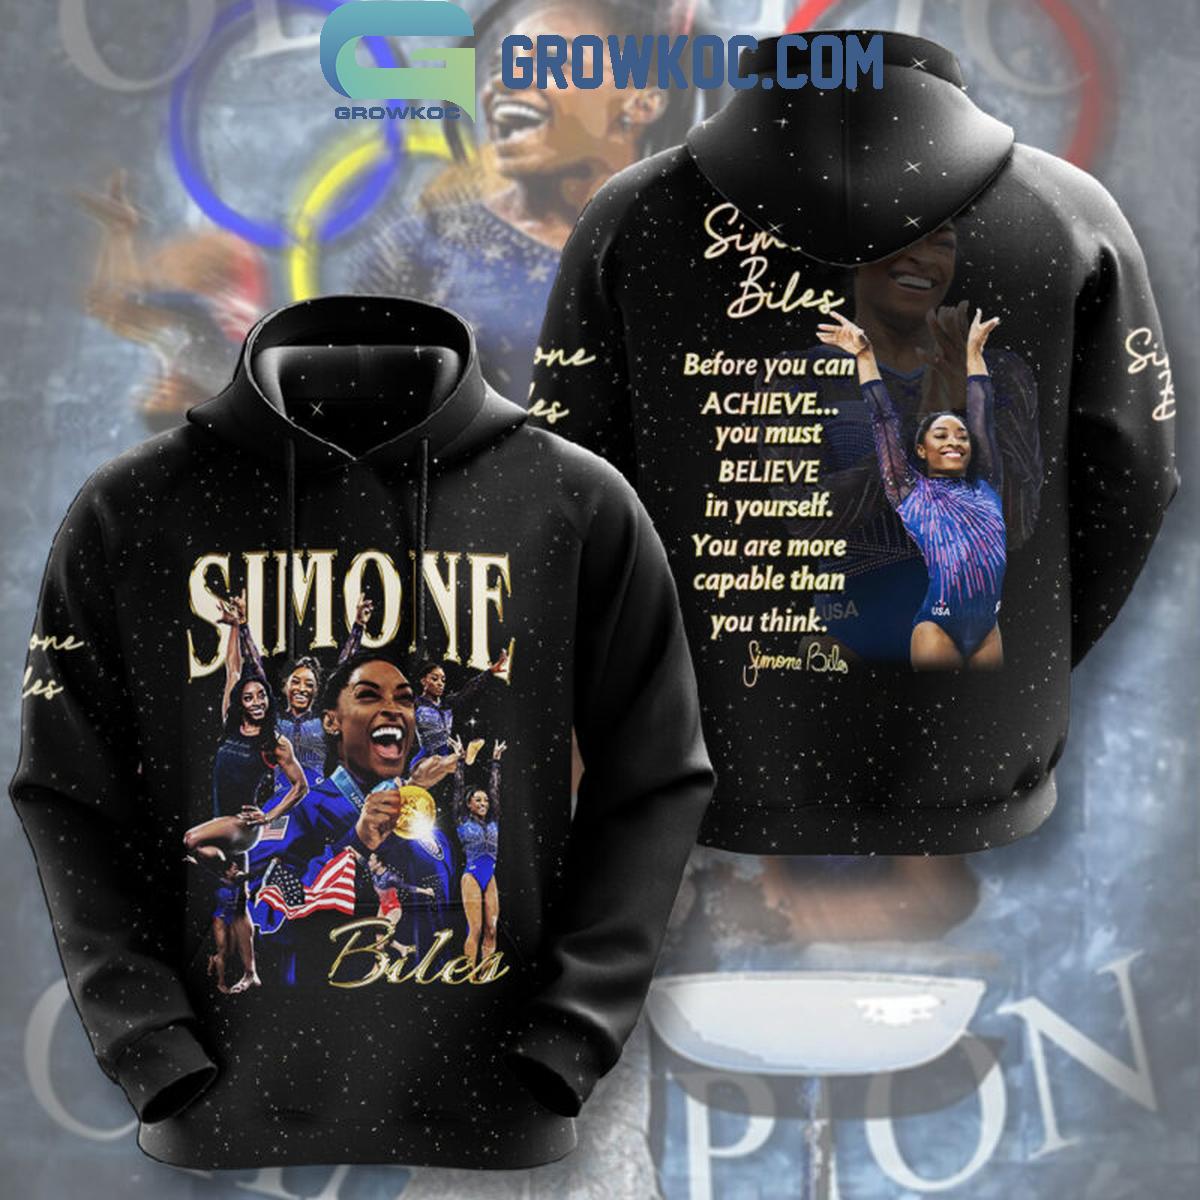 GROWKOC
GROWKOC.COM
Biles
Before you can
ACHIEVE...
you must
BELIEVE
in yourself.
You are more
capable than
you think.
Simone Biles
USA
USA
SIMONE
Biles